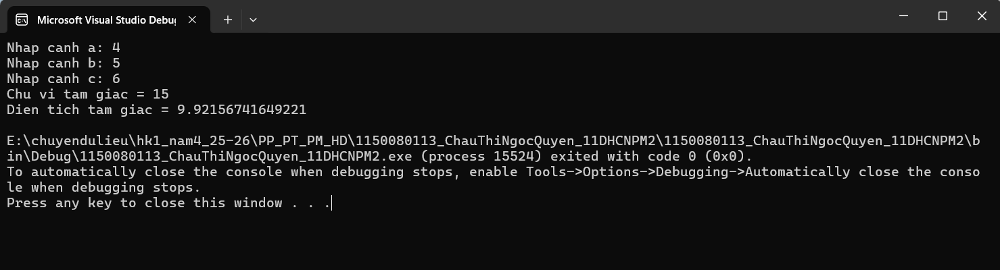 Microsoft Visual Studio Debug
Nhap canh a: 4
Nhap canh b: 5
Nhap canh c: 6
Chu vi tam giac = 15
Dien tich tam giac = 9.92156741649221
E:\chuyendulieu\hk1_nam4_25-26\PP_PT_PM_HD\1150080113_ChauThiNgocQuyen_11DHCNPM2\1150080113_ChauThiNgocQuyen_11DHCNPM2\b
in\Debug\1150080113_ChauThiNgocQuyen_11DHCNPM2.exe (process 15524) exited with code 0 (0x0).
To automatically close the console when debugging stops, enable Tools->Options->Debugging->Automatically close the conso
le when debugging stops.
Press any key to close this window . . .